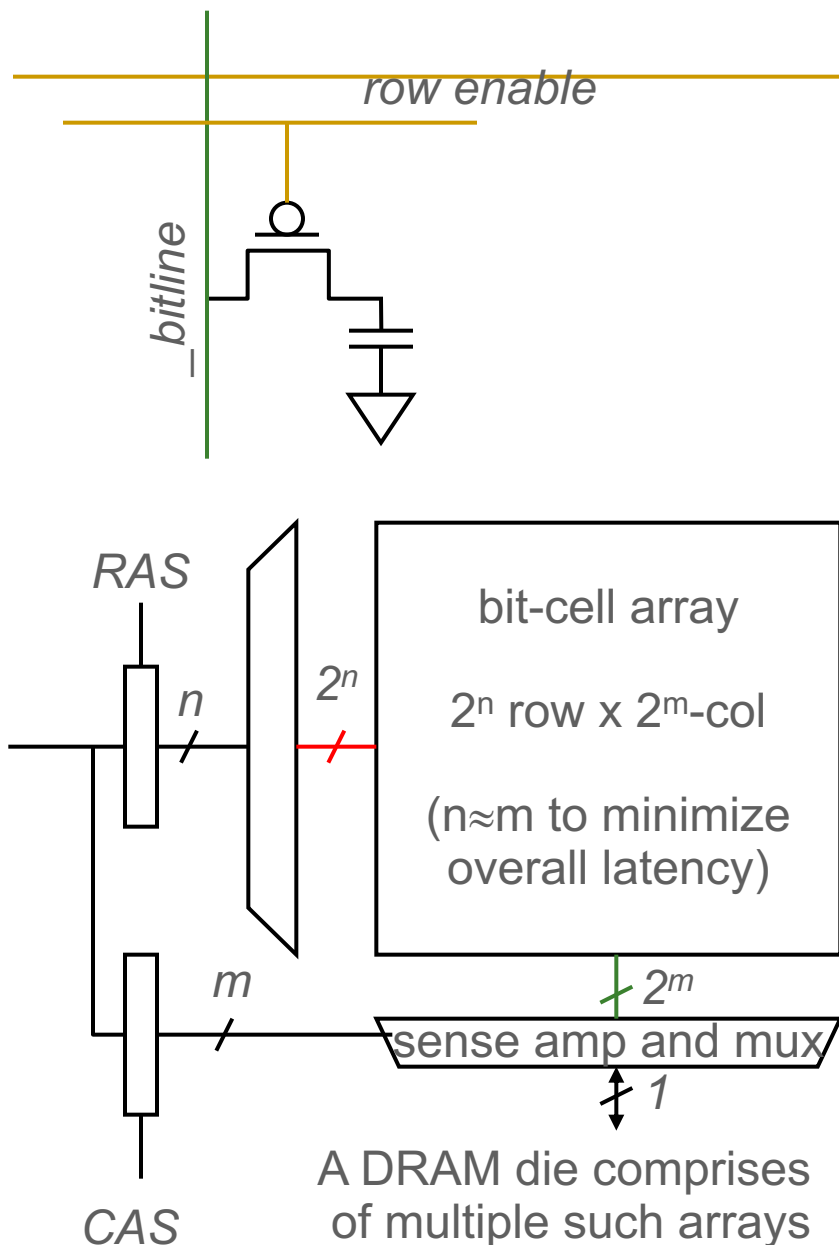 row enable
_bitline
RAS
n
2ⁿ
bit-cell array
2ⁿ row x 2ᵐ-col
(n≈m to minimize
overall latency)
m
2ᵐ
sense amp and mux
1
CAS
A DRAM die comprises
of multiple such arrays